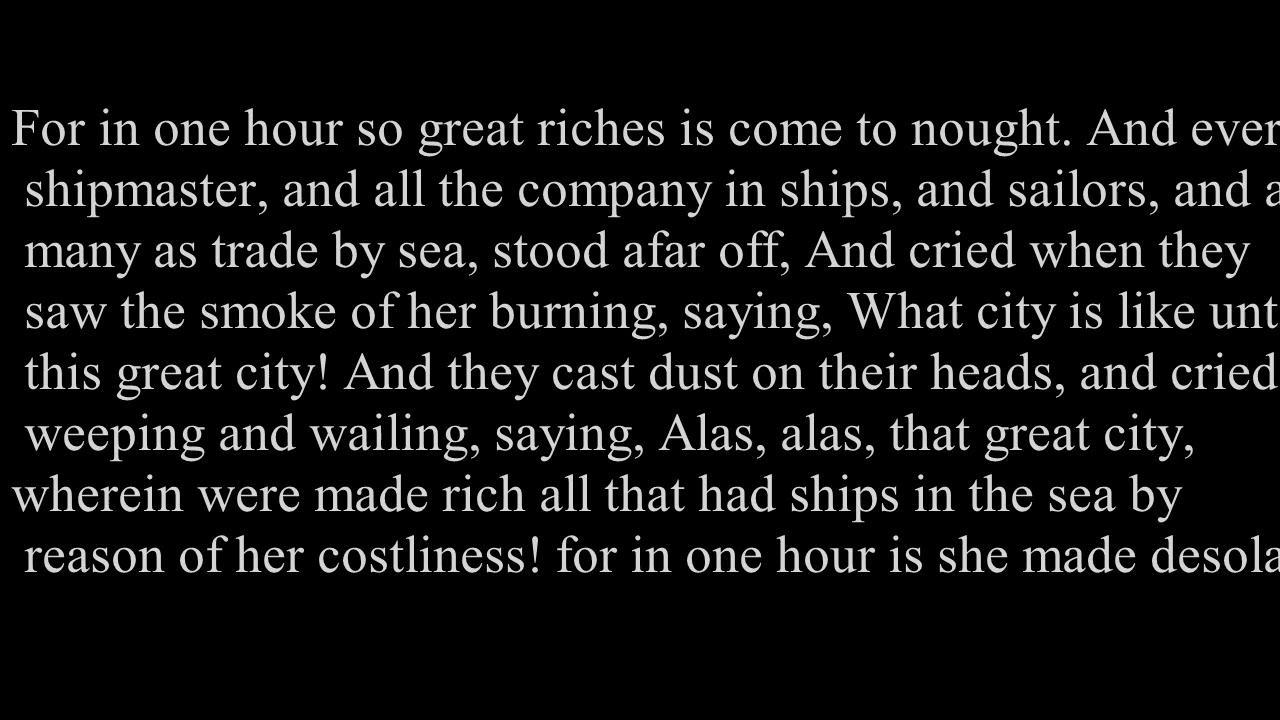 For in one hour so great riches is come to nought. And ever
shipmaster, and all the company in ships, and sailors, and a
many as trade by sea, stood afar off, And cried when they
saw the smoke of her burning, saying, What city is like unt
this great city! And they cast dust on their heads, and cried
weeping and wailing, saying, Alas, alas, that great city,
wherein were made rich all that had ships in the sea by
reason of her costliness! for in one hour is she made desola